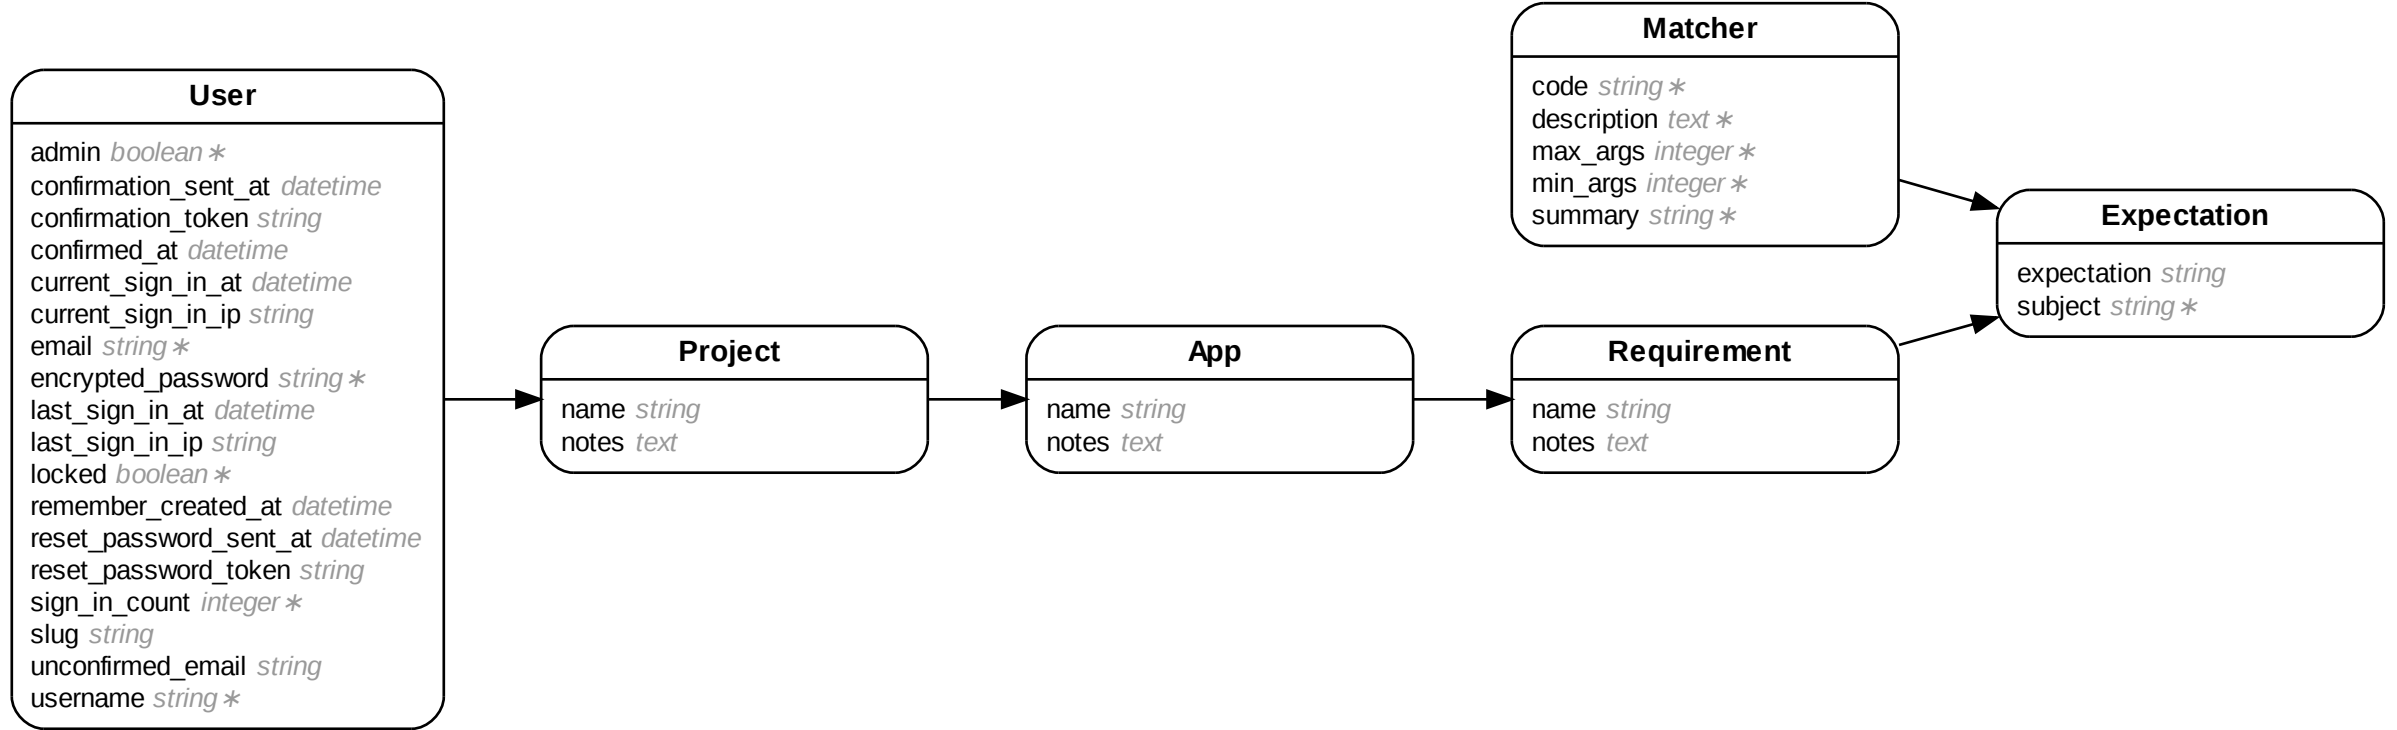 User
admin boolean ∗
confirmation_sent_at datetime
confirmation_token string
confirmed_at datetime
current_sign_in_at datetime
current_sign_in_ip string
email string ∗
encrypted_password string ∗
last_sign_in_at datetime
last_sign_in_ip string
locked boolean ∗
remember_created_at datetime
reset_password_sent_at datetime
reset_password_token string
sign_in_count integer ∗
slug string
unconfirmed_email string
username string ∗
Project
name string
notes text
App
name string
notes text
Matcher
code string ∗
description text ∗
max_args integer ∗
min_args integer ∗
summary string ∗
Requirement
name string
notes text
Expectation
expectation string
subject string ∗